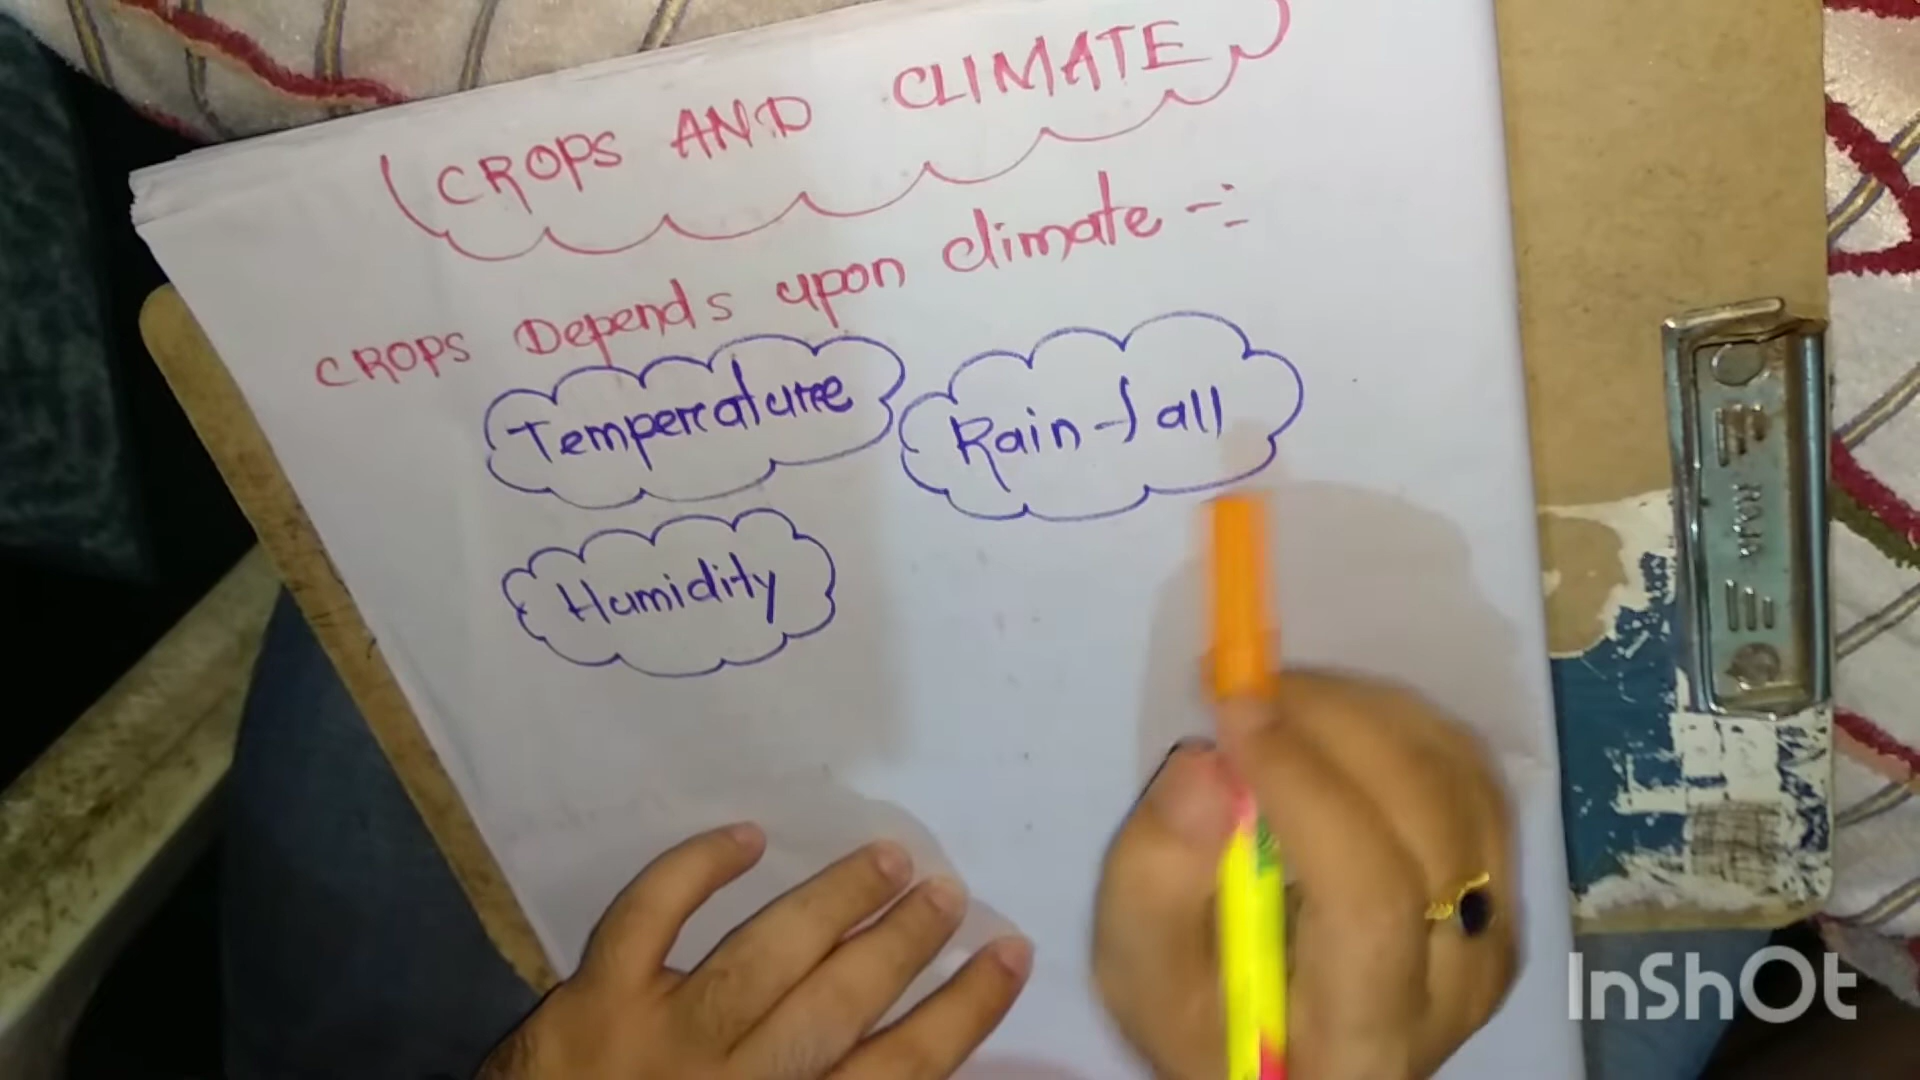 CROPS AND CLIMATE
CROPS Depends upon climate -:
Temperature
Rain-fall
Humidity
InShOt